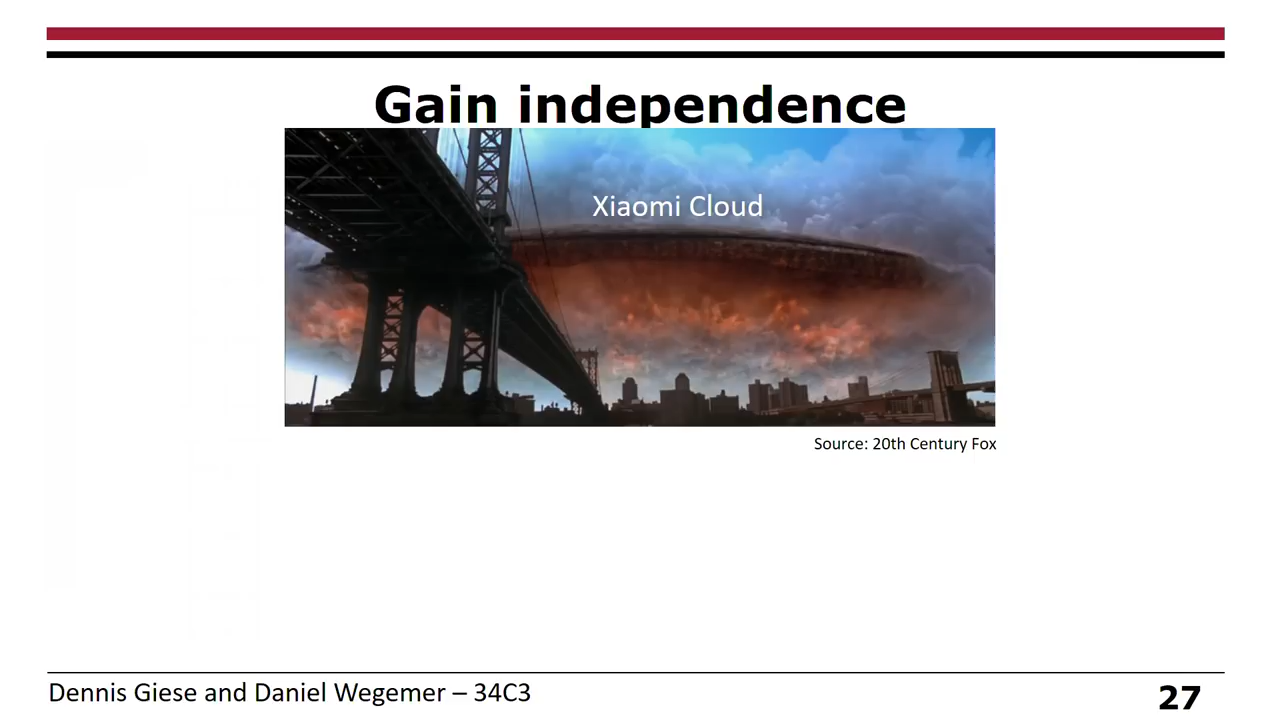 Gain independence
Xiaomi Cloud
Source: 20th Century Fox
Dennis Giese and Daniel Wegemer – 34C3
27